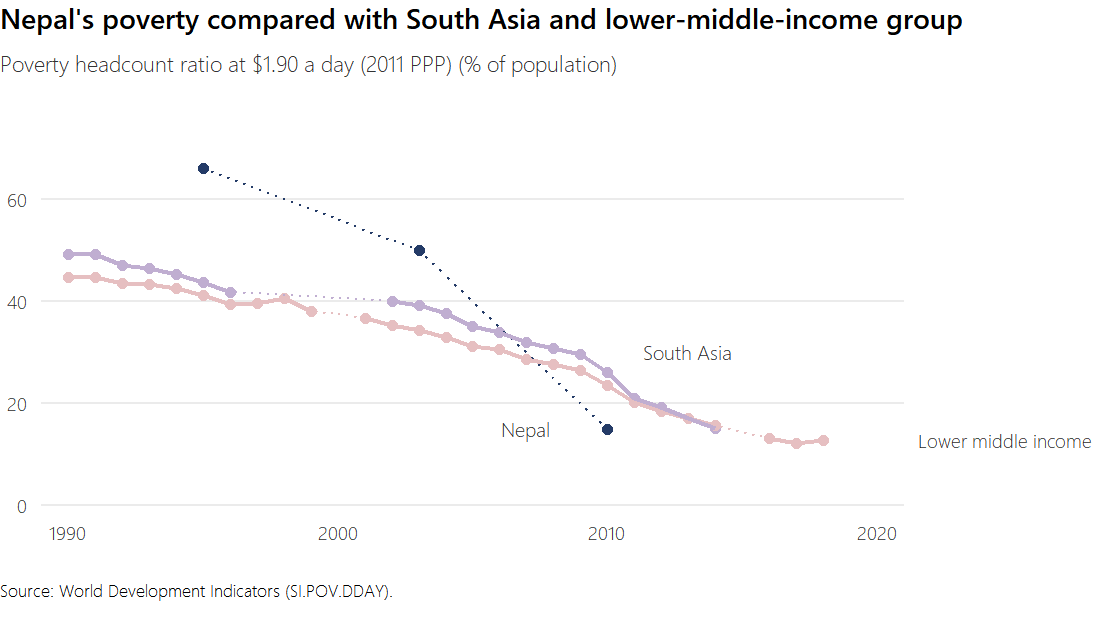 Nepal's poverty compared with South Asia and lower-middle-income group
Poverty headcount ratio at $1.90 a day (2011 PPP) (% of population)
60
40
South Asia
20
Nepal
Lower middle income
0
1990 2000 2010 2020
Source: World Development Indicators (SI.POV.DDAY).